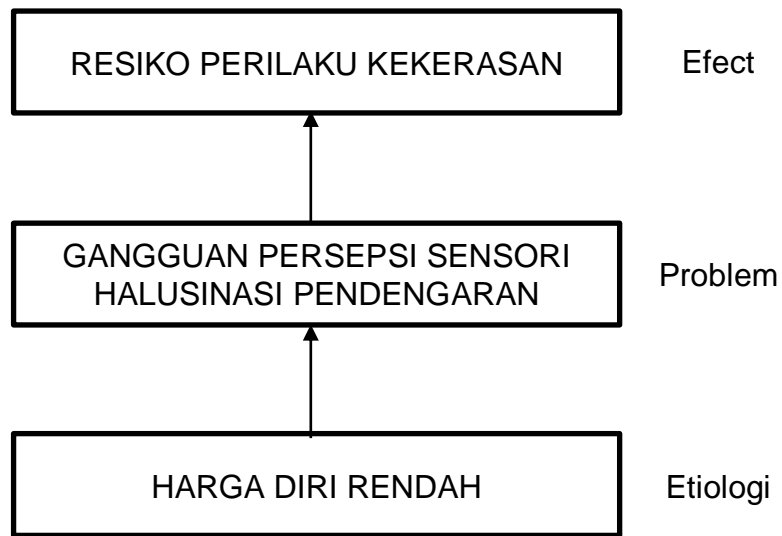 RESIKO PERILAKU KEKERASAN
Efect
GANGGUAN PERSEPSI SENSORI
HALUSINASI PENDENGARAN
Problem
HARGA DIRI RENDAH
Etiologi